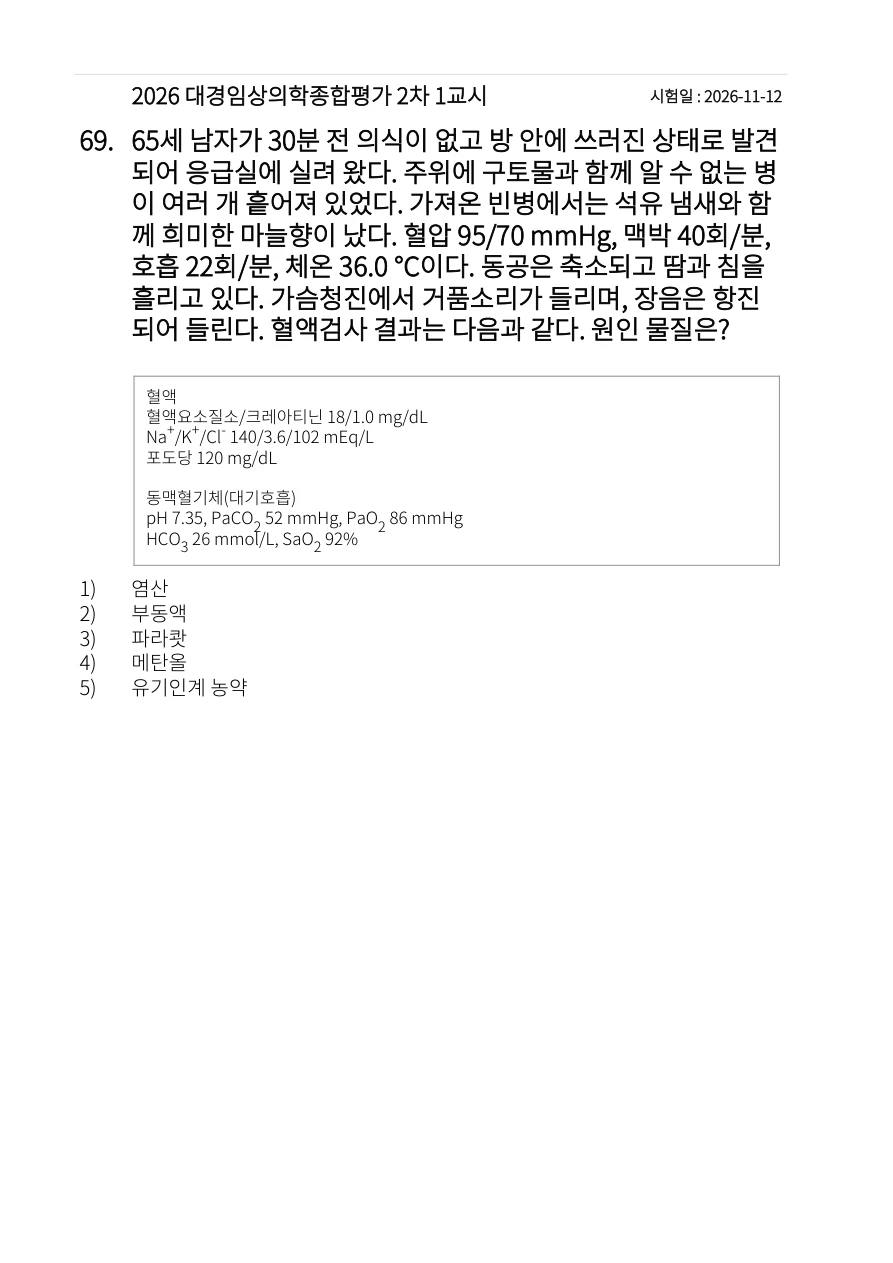 2026 대경임상의학종합평가 2차 1교시
시험일 : 2026-11-12
69. 65세 남자가 30분 전 의식이 없고 방 안에 쓰러진 상태로 발견
되어 응급실에 실려 왔다. 주위에 구토물과 함께 알 수 없는 병
이 여러 개 흩어져 있었다. 가져온 빈병에서는 석유 냄새와 함
께 희미한 마늘향이 났다. 혈압 95/70 mmHg, 맥박 40회/분,
호흡 22회/분, 체온 36.0 ℃이다. 동공은 축소되고 땀과 침을
흘리고 있다. 가슴청진에서 거품소리가 들리며, 장음은 항진
되어 들린다. 혈액검사 결과는 다음과 같다. 원인 물질은?
혈액
혈액요소질소/크레아티닌 18/1.0 mg/dL
Na⁺/K⁺/Cl⁻ 140/3.6/102 mEq/L
포도당 120 mg/dL
동맥혈기체(대기호흡)
pH 7.35, PaCO₂ 52 mmHg, PaO₂ 86 mmHg
HCO₃ 26 mmol/L, SaO₂ 92%
1) 염산
2) 부동액
3) 파라콱
4) 메탄올
5) 유기인계 농약